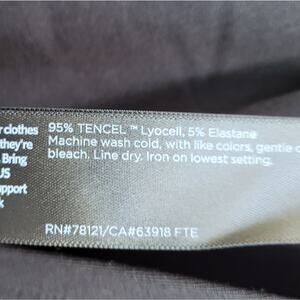 r clothes
they're
Bring
US
upport
k
95% TENCEL™ Lyocell, 5% Elastane
Machine wash cold, with like colors, gentle c
bleach. Line dry. Iron on lowest setting.
RN#78121/CA#63918 FTE